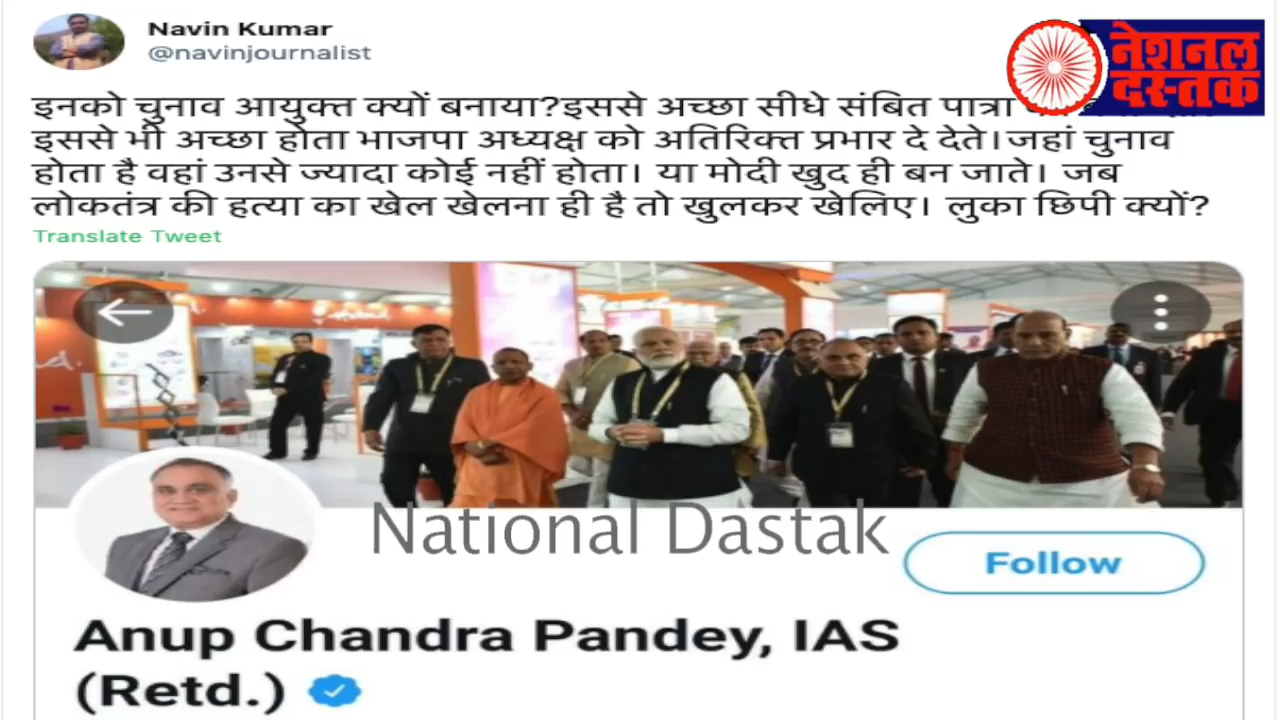 Navin Kumar
@navinjournalist
नेशनल
दस्तक
इनको चुनाव आयुक्त क्यों बनाया?इससे अच्छा सीधे संबित पात्रा
इससे भी अच्छा होता भाजपा अध्यक्ष को अतिरिक्त प्रभार दे देते।जहां चुनाव
होता है वहां उनसे ज्यादा कोई नहीं होता। या मोदी खुद ही बन जाते। जब
लोकतंत्र की हत्या का खेल खेलना ही है तो खुलकर खेलिए। लुका छिपी क्यों?
Translate Tweet
National Dastak
Follow
Anup Chandra Pandey, IAS
(Retd.)